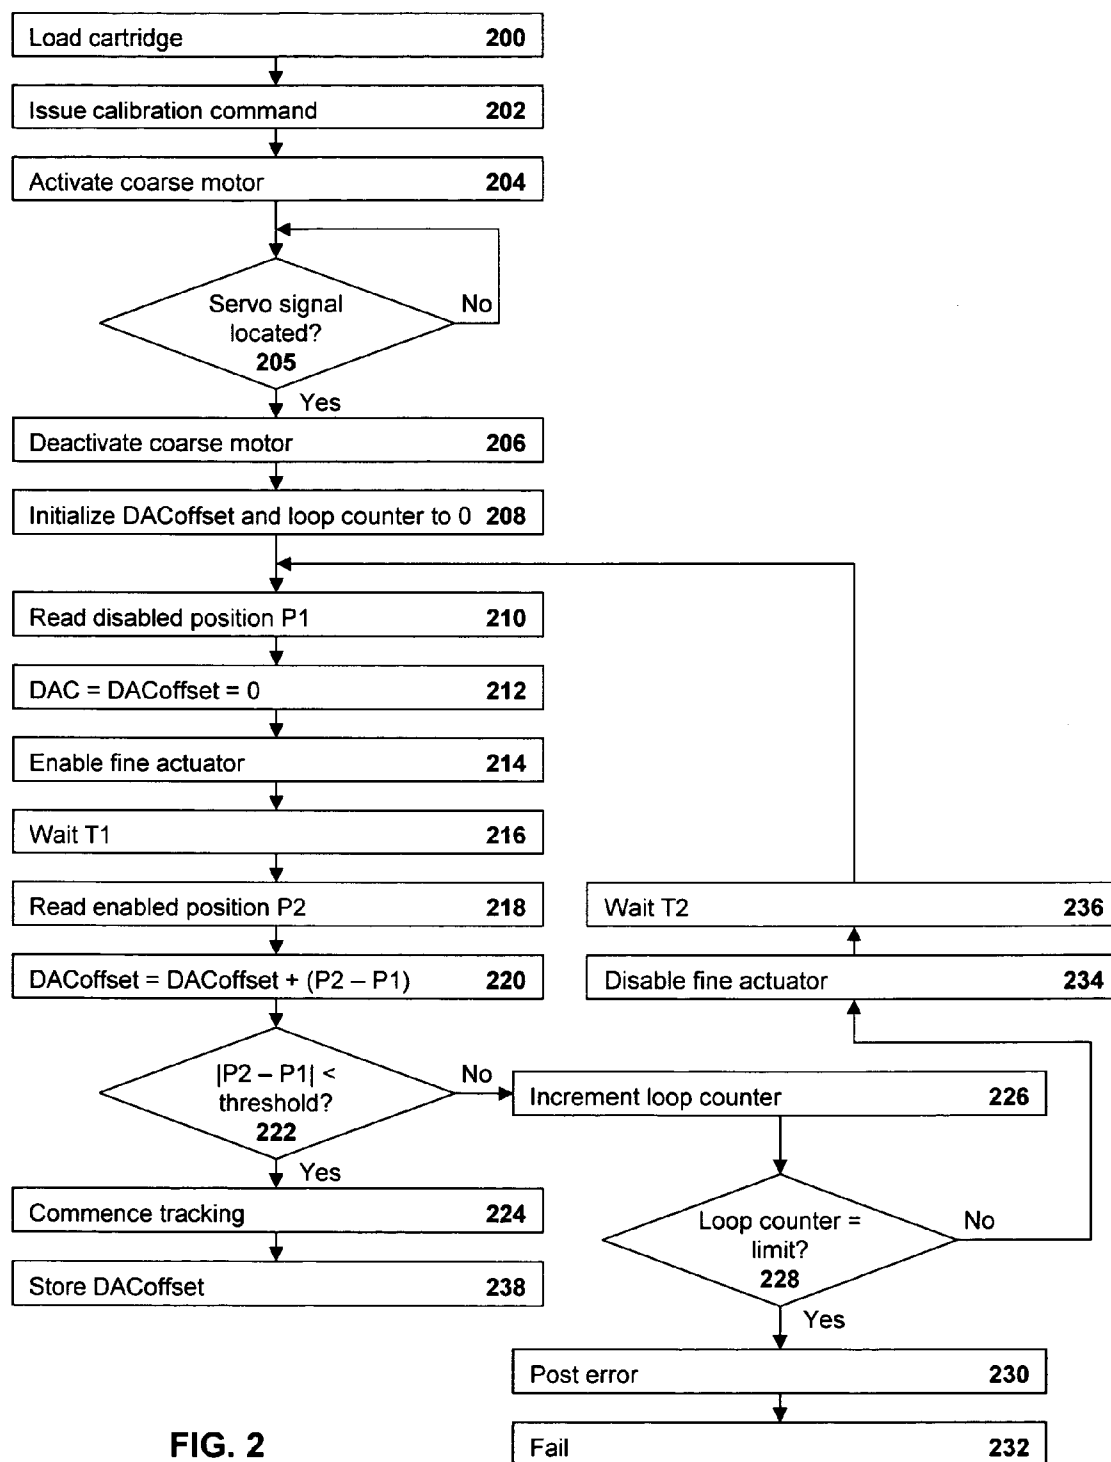 Load cartridge 200
Issue calibration command 202
Activate coarse motor 204
Servo signal
located?
205
No
Yes
Deactivate coarse motor 206
Initialize DACoffset and loop counter to 0 208
Read disabled position P1 210
DAC = DACoffset = 0 212
Enable fine actuator 214
Wait T1 216
Read enabled position P2 218
DACoffset = DACoffset + (P2 – P1) 220
|P2 – P1| <
threshold?
222
No
Yes
Commence tracking 224
Store DACoffset 238
Wait T2 236
Disable fine actuator 234
Increment loop counter 226
Loop counter =
limit?
228
No
Yes
Post error 230
Fail 232
FIG. 2